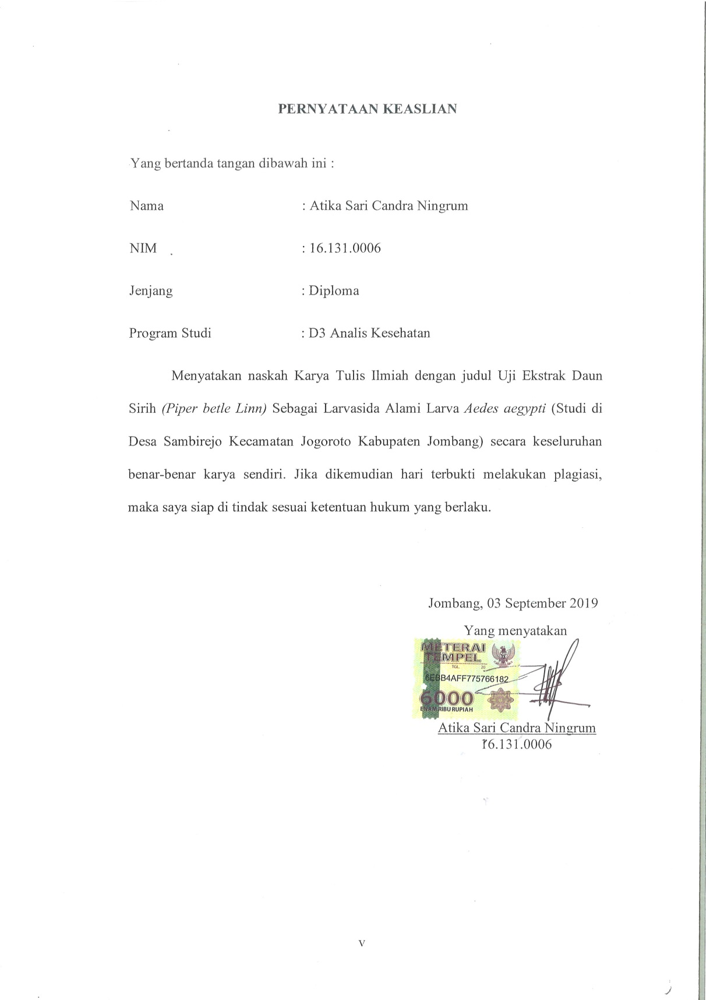 PERNYATAAN KEASLIAN
Yang bertanda tangan dibawah ini :
Nama : Atika Sari Candra Ningrum
NIM : 16.131.0006
Jenjang : Diploma
Program Studi : D3 Analis Kesehatan
Menyatakan naskah Karya Tulis Ilmiah dengan judul Uji Ekstrak Daun
Sirih (Piper betle Linn) Sebagai Larvasida Alami Larva Aedes aegypti (Studi di
Desa Sambirejo Kecamatan Jogoroto Kabupaten Jombang) secara keseluruhan
benar-benar karya sendiri. Jika dikemudian hari terbukti melakukan plagiasi,
maka saya siap di tindak sesuai ketentuan hukum yang berlaku.
Jombang, 03 September 2019
Yang menyatakan
METERAI
TEMPEL
TGL. 20
6EBB4AFF775766182
6000
ENAM RIBU RUPIAH
Atika Sari Candra Ningrum
16.131.0006
v